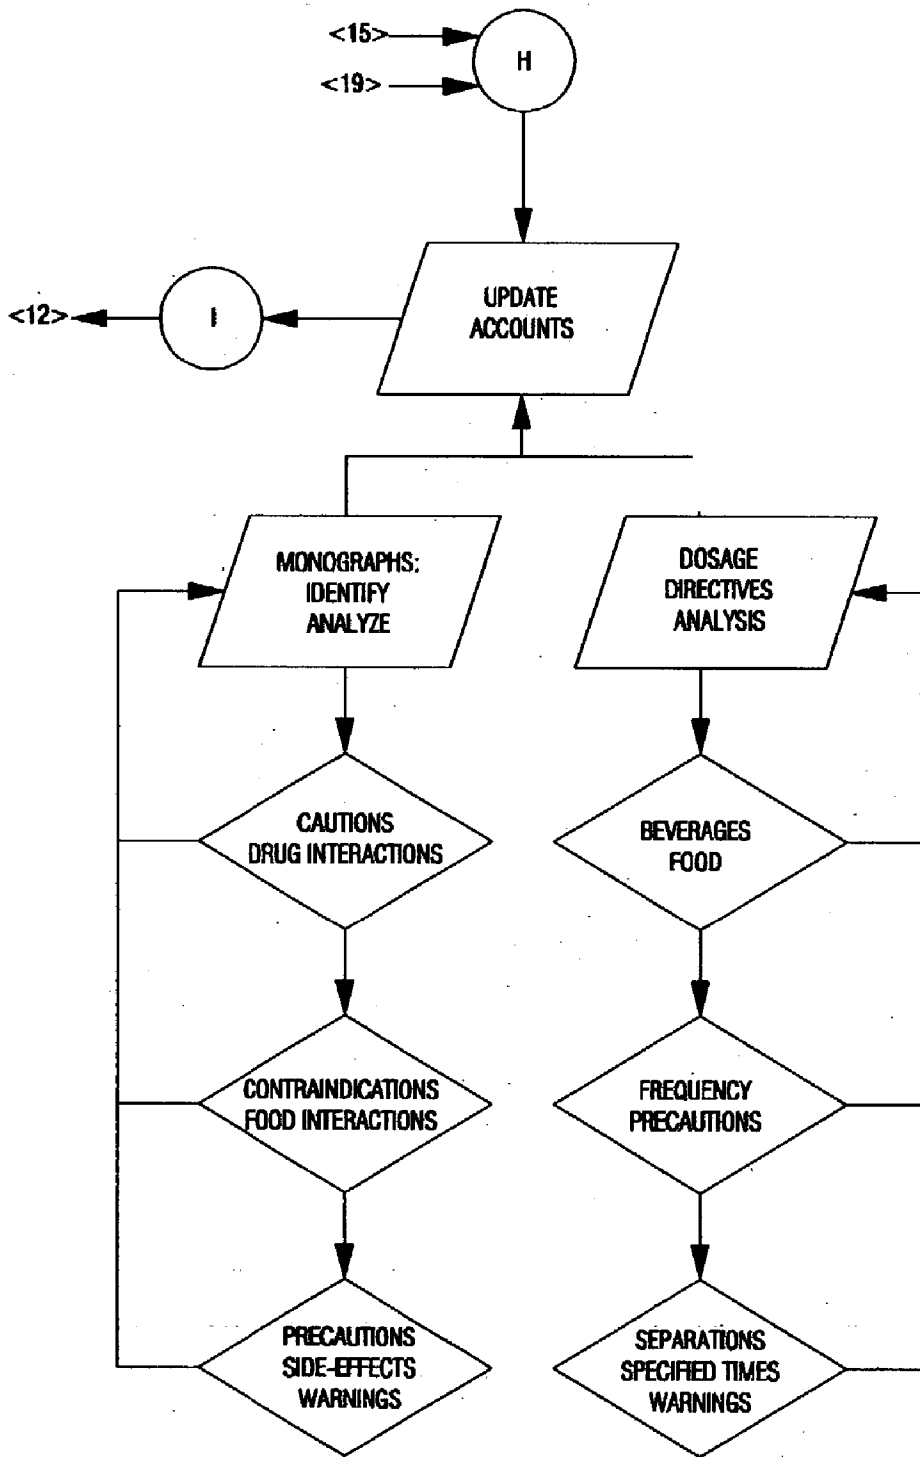 <15>
H
<19>
UPDATE
ACCOUNTS
<12>
I
MONOGRAPHS:
IDENTIFY
ANALYZE
DOSAGE
DIRECTIVES
ANALYSIS
CAUTIONS
DRUG INTERACTIONS
BEVERAGES
FOOD
CONTRAINDICATIONS
FOOD INTERACTIONS
FREQUENCY
PRECAUTIONS
PRECAUTIONS
SIDE-EFFECTS
WARNINGS
SEPARATIONS
SPECIFIED TIMES
WARNINGS